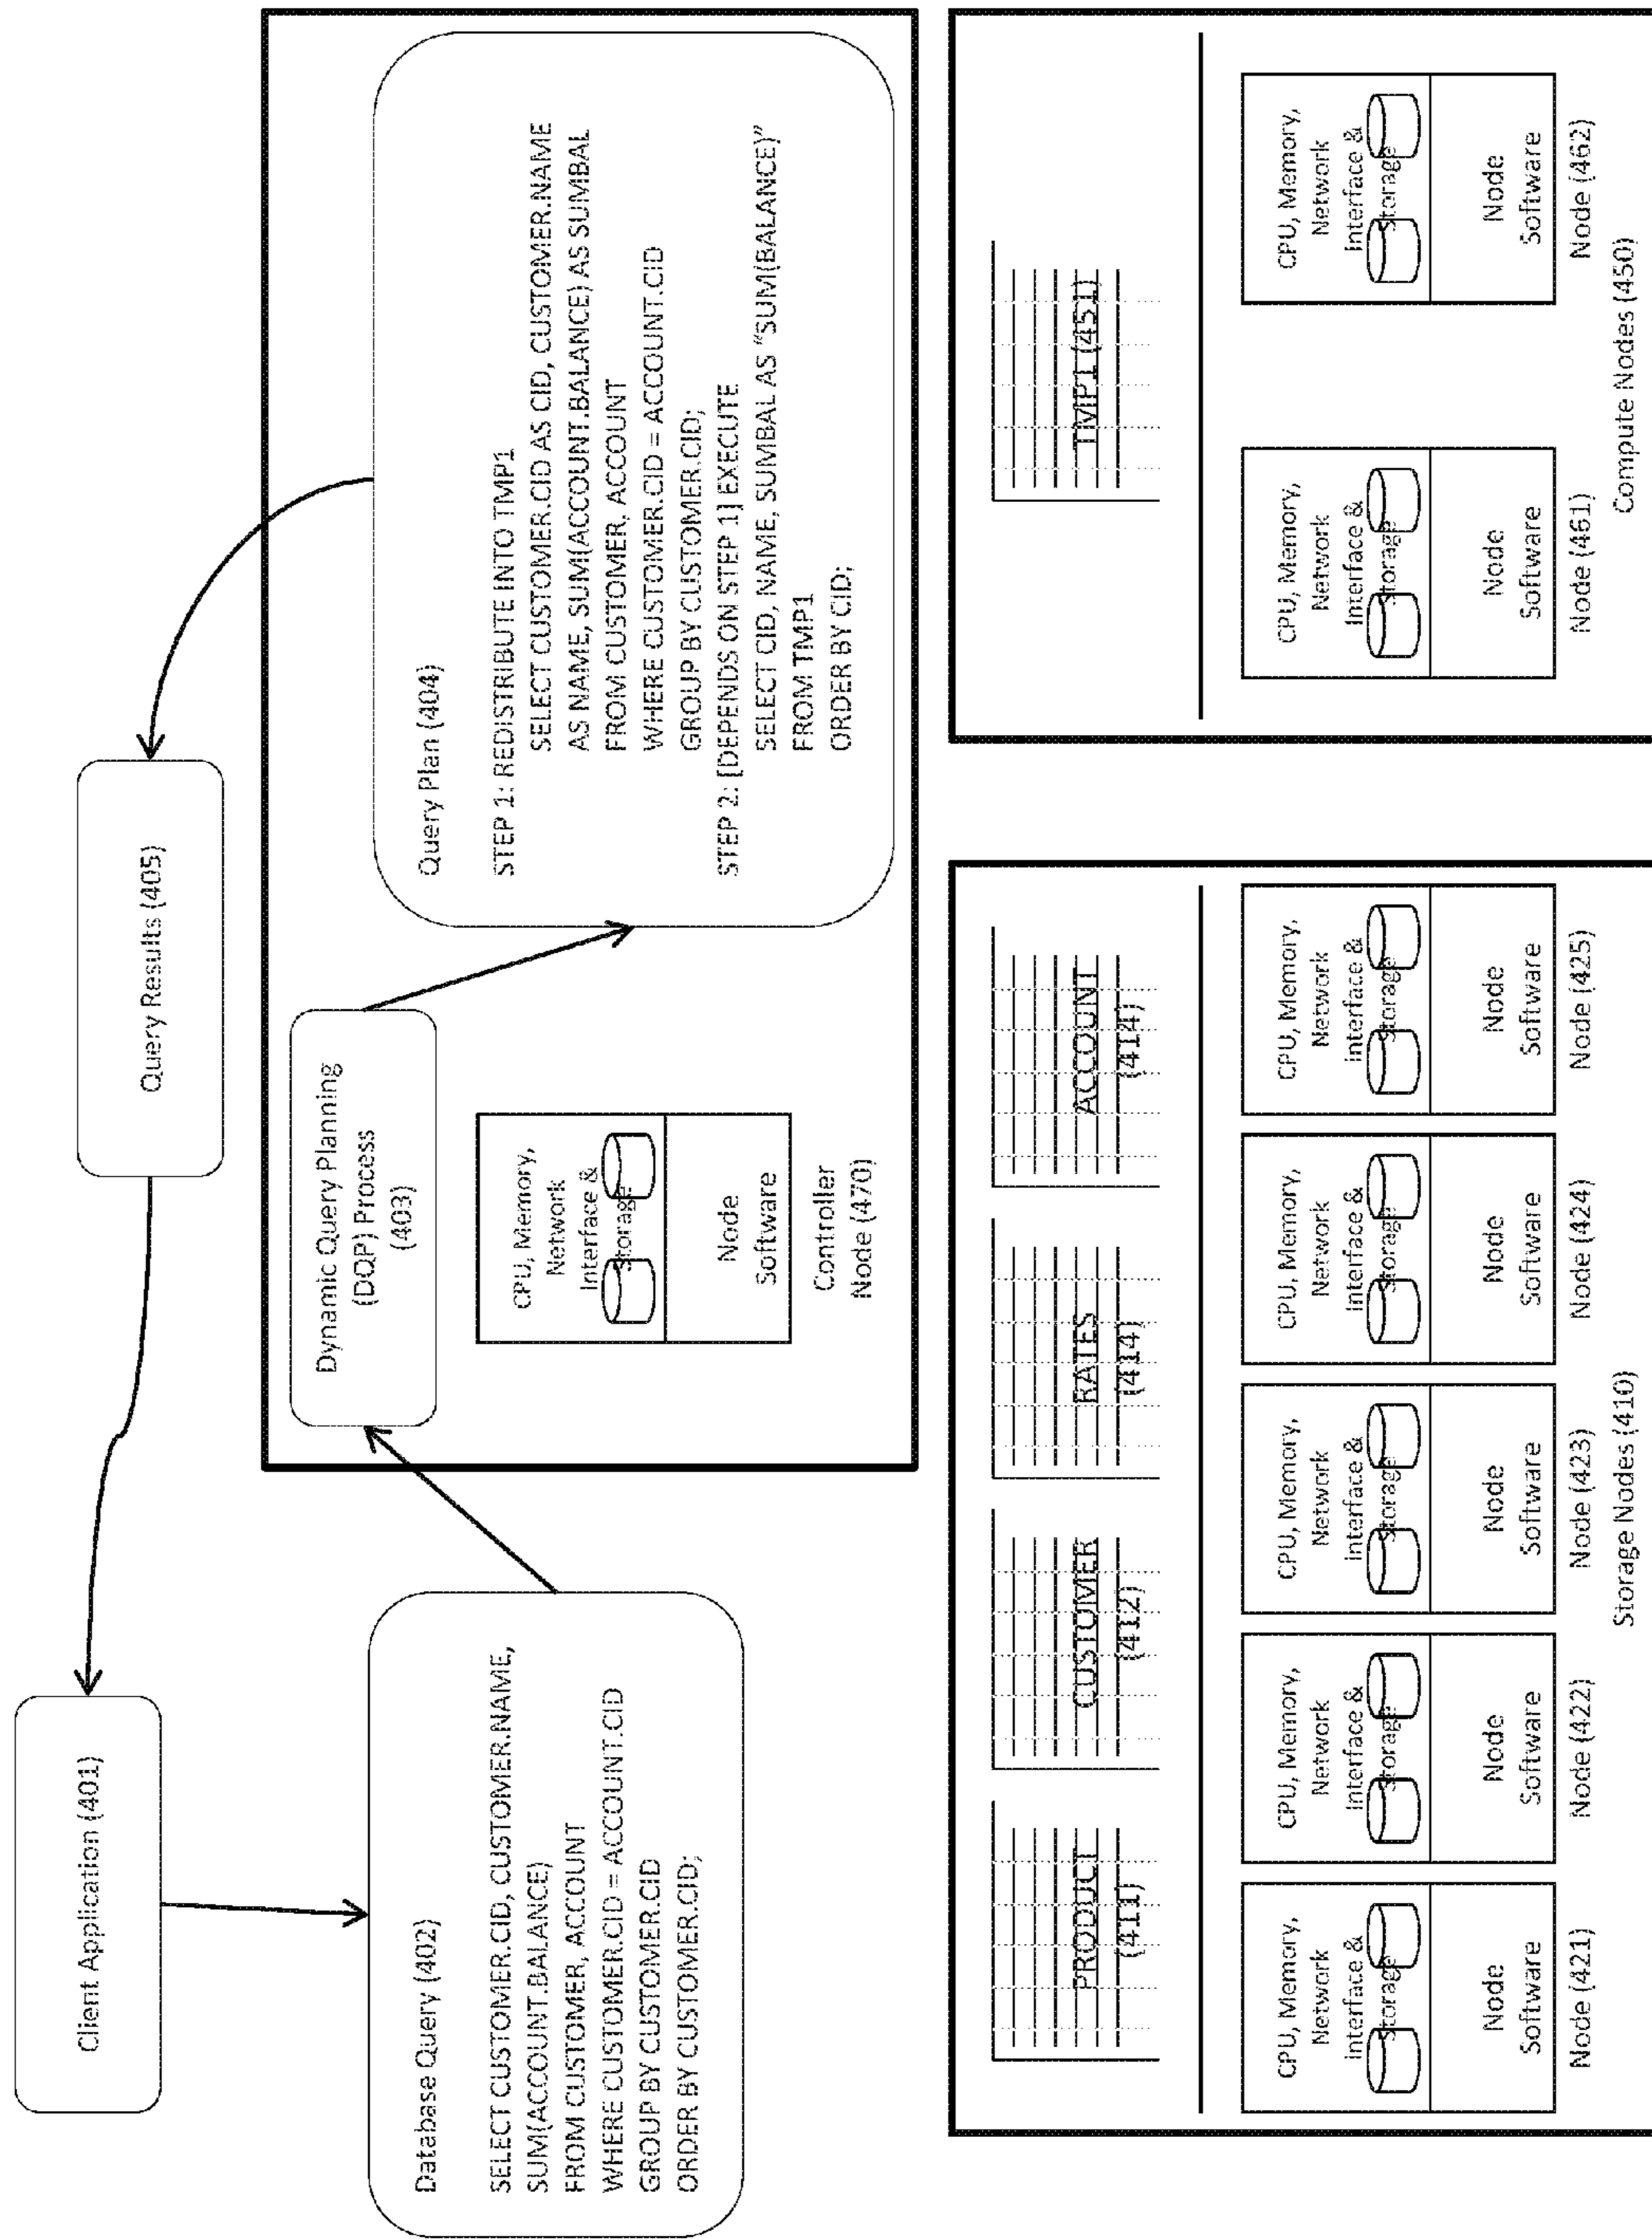 Client Application (401)
Query Results (405)
Database Query (402)
SELECT CUSTOMER.CID, CUSTOMER.NAME,
SUM(ACCOUNT.BALANCE)
FROM CUSTOMER, ACCOUNT
WHERE CUSTOMER.CID = ACCOUNT.CID
GROUP BY CUSTOMER.CID
ORDER BY CUSTOMER.CID;
Dynamic Query Planning
(DQP) Process
(403)
CPU, Memory,
Network
Interface &
Storage
Node
Software
Controller
Node (470)
Query Plan (404)
STEP 1: REDISTRIBUTE INTO TMP1
SELECT CUSTOMER.CID AS CID, CUSTOMER.NAME
AS NAME, SUM(ACCOUNT.BALANCE) AS SUMBAL
FROM CUSTOMER, ACCOUNT
WHERE CUSTOMER.CID = ACCOUNT.CID
GROUP BY CUSTOMER.CID;
STEP 2: [DEPENDS ON STEP 1] EXECUTE
SELECT CID, NAME, SUMBAL AS "SUM(BALANCE)"
FROM TMP1
ORDER BY CID;
PRODUCT
(411)
CUSTOMER
(412)
RATES
(414)
ACCOUNT
(414)
CPU, Memory,
Network
Interface &
Storage
Node
Software
Node (421)
CPU, Memory,
Network
Interface &
Storage
Node
Software
Node (422)
CPU, Memory,
Network
Interface &
Storage
Node
Software
Node (423)
CPU, Memory,
Network
Interface &
Storage
Node
Software
Node (424)
CPU, Memory,
Network
Interface &
Storage
Node
Software
Node (425)
Storage Nodes (410)
TMP1 (451)
CPU, Memory,
Network
Interface &
Storage
Node
Software
Node (461)
CPU, Memory,
Network
Interface &
Storage
Node
Software
Node (462)
Compute Nodes (450)